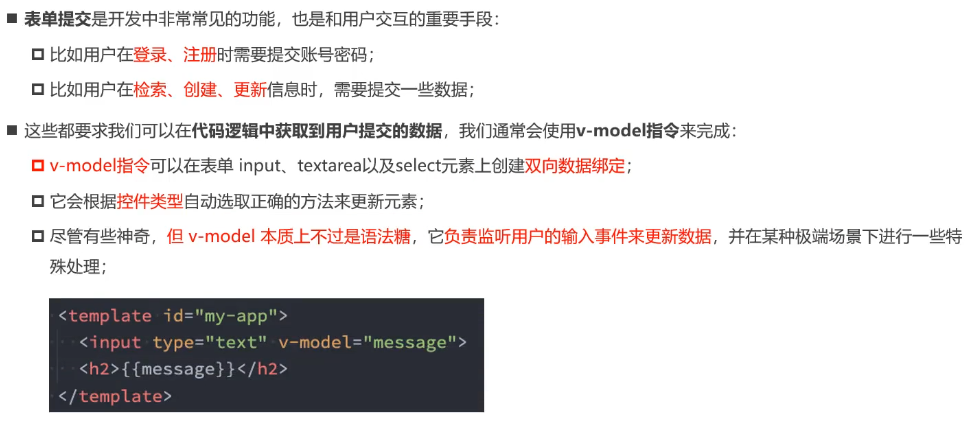 表单提交是开发中非常常见的功能，也是和用户交互的重要手段：
比如用户在登录、注册时需要提交账号密码；
比如用户在检索、创建、更新信息时，需要提交一些数据；
这些都要求我们可以在代码逻辑中获取到用户提交的数据，我们通常会使用v-model指令来完成：
v-model指令可以在表单 input、textarea以及select元素上创建双向数据绑定；
它会根据控件类型自动选取正确的方法来更新元素；
尽管有些神奇，但 v-model 本质上不过是语法糖，它负责监听用户的输入事件来更新数据，并在某种极端场景下进行一些特
殊处理；
<template id="my-app">
<input type="text" v-model="message">
<h2>{{message}}</h2>
</template>